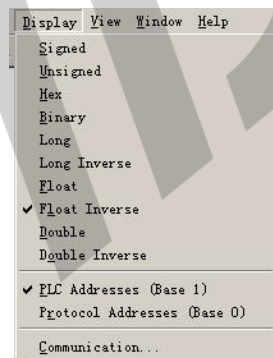 Display View Window Help
Signed
Unsigned
Hex
Binary
Long
Long Inverse
Float
✓ Float Inverse
Double
Double Inverse
✓ PLC Addresses (Base 1)
Protocol Addresses (Base 0)
Communication...